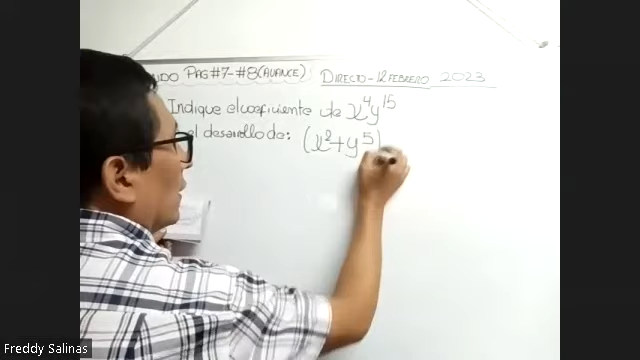 NDO PAG#7-#8(AVANCE) DIRECTO-12 FEBRERO 2023
Indique el coeficiente de x⁴y¹⁵
el desarrollo de: (x²+y⁵)
Freddy Salinas